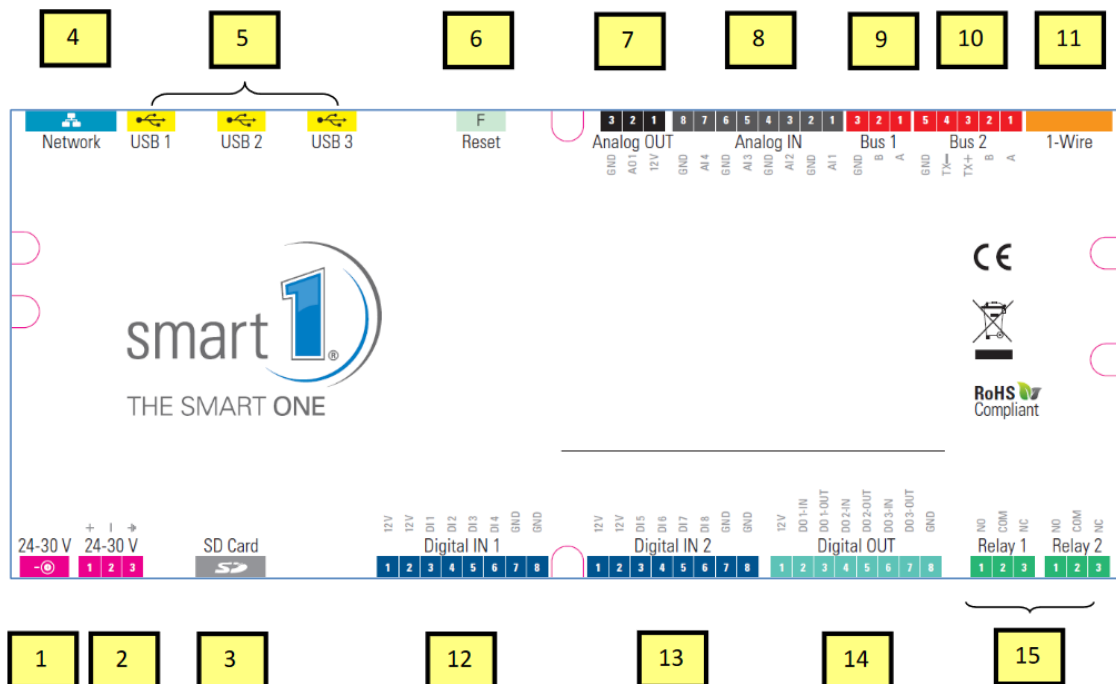 4 5 6 7 8 9 10 11
F 3 2 1 8 7 6 5 4 3 2 1 3 2 1 5 4 3 2 1
Network USB 1 USB 2 USB 3 Reset Analog OUT Analog IN Bus 1 Bus 2 1-Wire
GND AO1 12V GND AI4 GND AI3 GND AI2 GND AI1 GND B A GND TX− TX+ B A
CE
smart 1 ®
THE SMART ONE
RoHS
Compliant
+ − 12V 12V DI1 DI2 DI3 DI4 GND GND 12V 12V DI5 DI6 DI7 DI8 GND GND 12V DO1-IN DO1-OUT DO2-IN DO2-OUT DO3-IN DO3-OUT GND NO COM NC NO COM NC
24-30 V 24-30 V SD Card Digital IN 1 Digital IN 2 Digital OUT Relay 1 Relay 2
1 2 3 SD 1 2 3 4 5 6 7 8 1 2 3 4 5 6 7 8 1 2 3 4 5 6 7 8 1 2 3 1 2 3
1 2 3 12 13 14 15